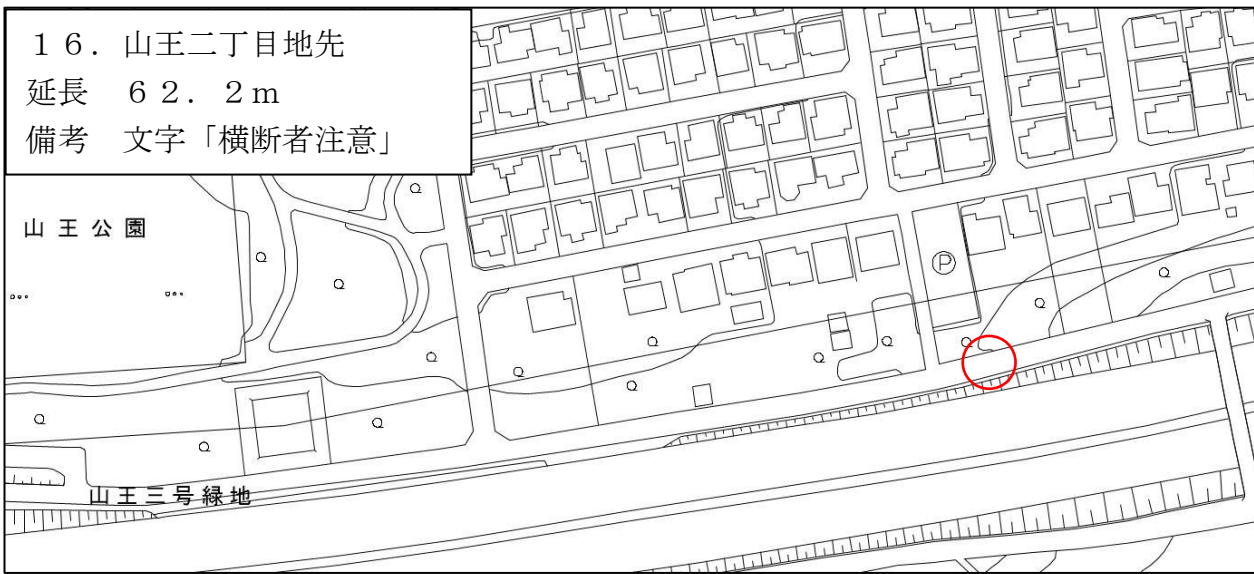 １６．山王二丁目地先
延長　６２．２ｍ
備考　文字「横断者注意」
山王公園
Ｐ
山王三号緑地